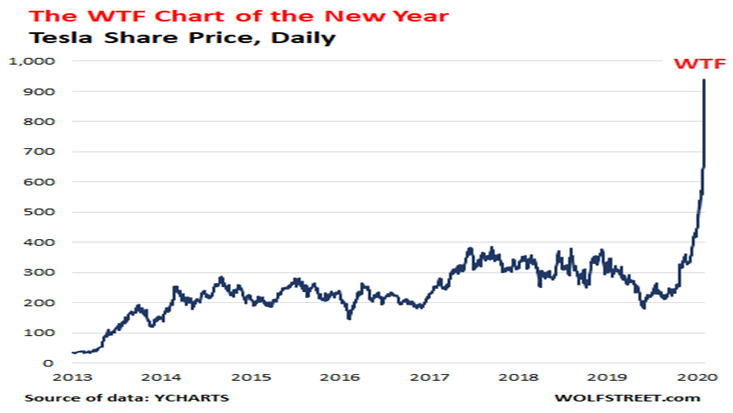 The WTF Chart of the New Year
Tesla Share Price, Daily
WTF
1,000
900
800
700
600
500
400
300
200
100
0
2013 2014 2015 2016 2017 2018 2019 2020
Source of data: YCHARTS WOLFSTREET.com